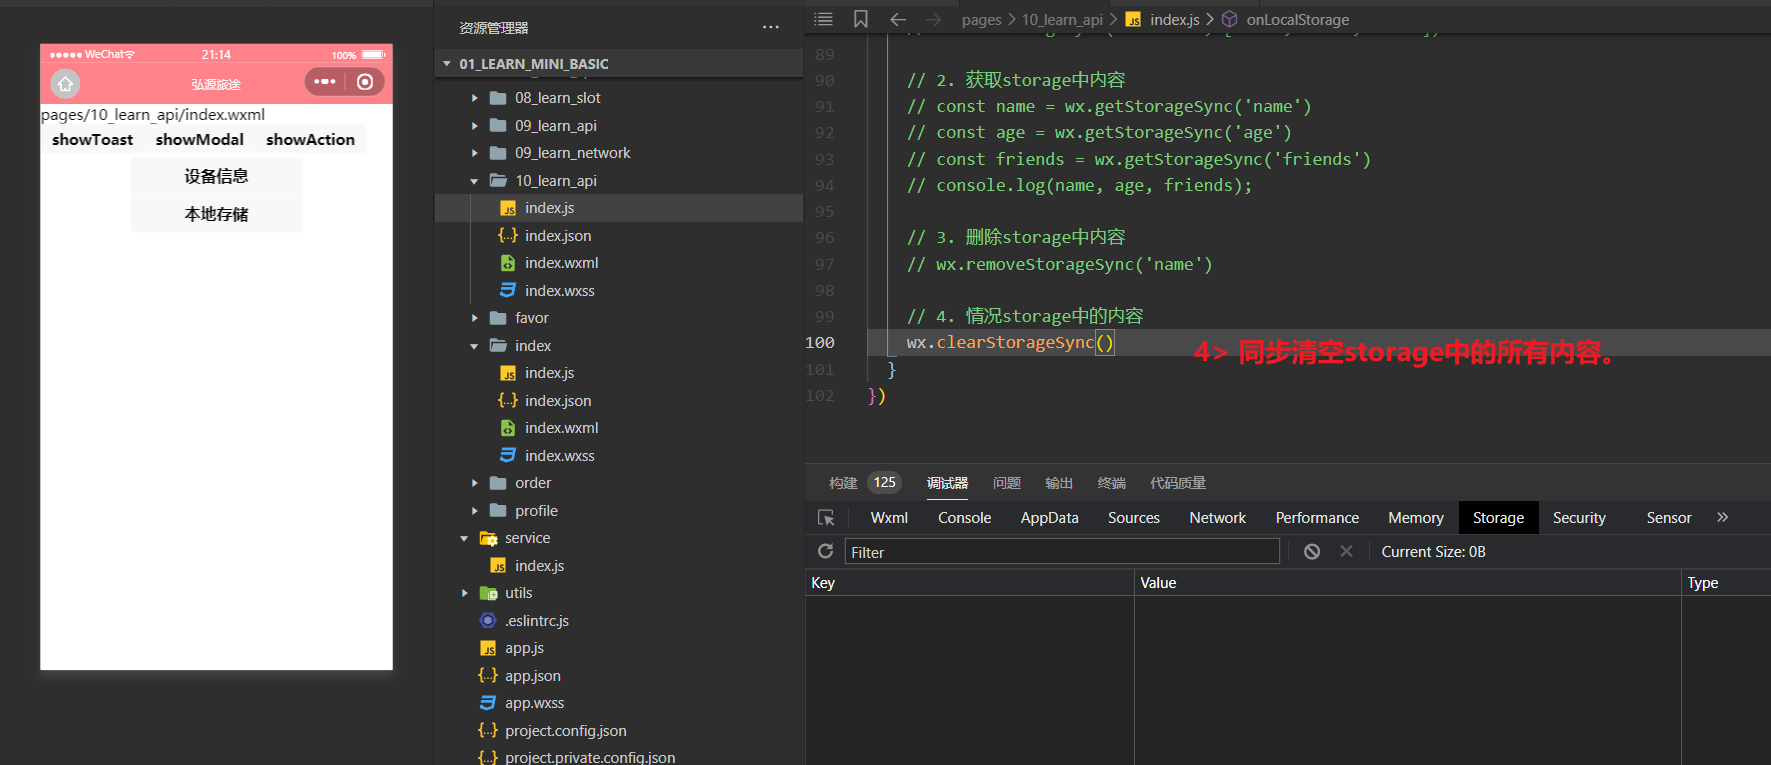 WeChat
21:14
100%
弘源旅途
pages/10_learn_api/index.wxml
showToast
showModal
showAction
设备信息
本地存储
资源管理器
01_LEARN_MINI_BASIC
08_learn_slot
09_learn_api
09_learn_network
10_learn_api
index.js
index.json
index.wxml
index.wxss
favor
index
index.js
index.json
index.wxml
index.wxss
order
profile
service
index.js
utils
.eslintrc.js
app.js
app.json
app.wxss
project.config.json
project.private.config.json
pages > 10_learn_api > index.js > onLocalStorage
89
90 // 2. 获取storage中内容
91 // const name = wx.getStorageSync('name')
92 // const age = wx.getStorageSync('age')
93 // const friends = wx.getStorageSync('friends')
94 // console.log(name, age, friends);
95
96 // 3. 删除storage中内容
97 // wx.removeStorageSync('name')
98
99 // 4. 情况storage中的内容
100 wx.clearStorageSync()
4> 同步清空storage中的所有内容。
101 }
102 })
构建 125 调试器 问题 输出 终端 代码质量
Wxml Console AppData Sources Network Performance Memory Storage Security Sensor
Filter
Current Size: 0B
Key Value Type